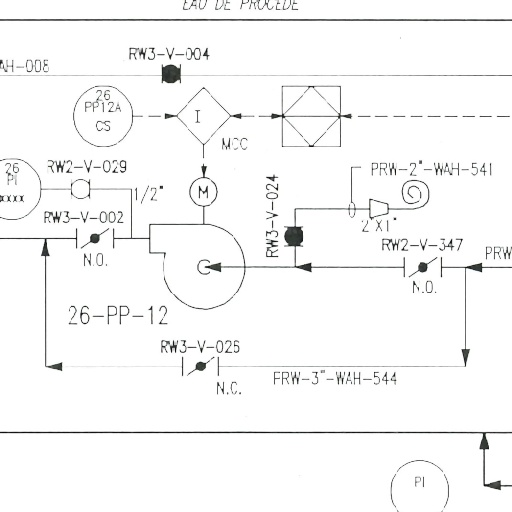 EAU DE PROCÉDÉ
RW3-V-004
AH-008
26
PP12A
CS
I
MCC
26
PI
xxxx
RW2-V-029
M
1/2"
RW3-V-024
PRW-2"-WAH-541
2"X1"
RW3-V-002
RW2-V-347
N.O.
C
PRW
N.O.
26-PP-12
RW3-V-026
N.C.
PRW-3"-WAH-544
PI